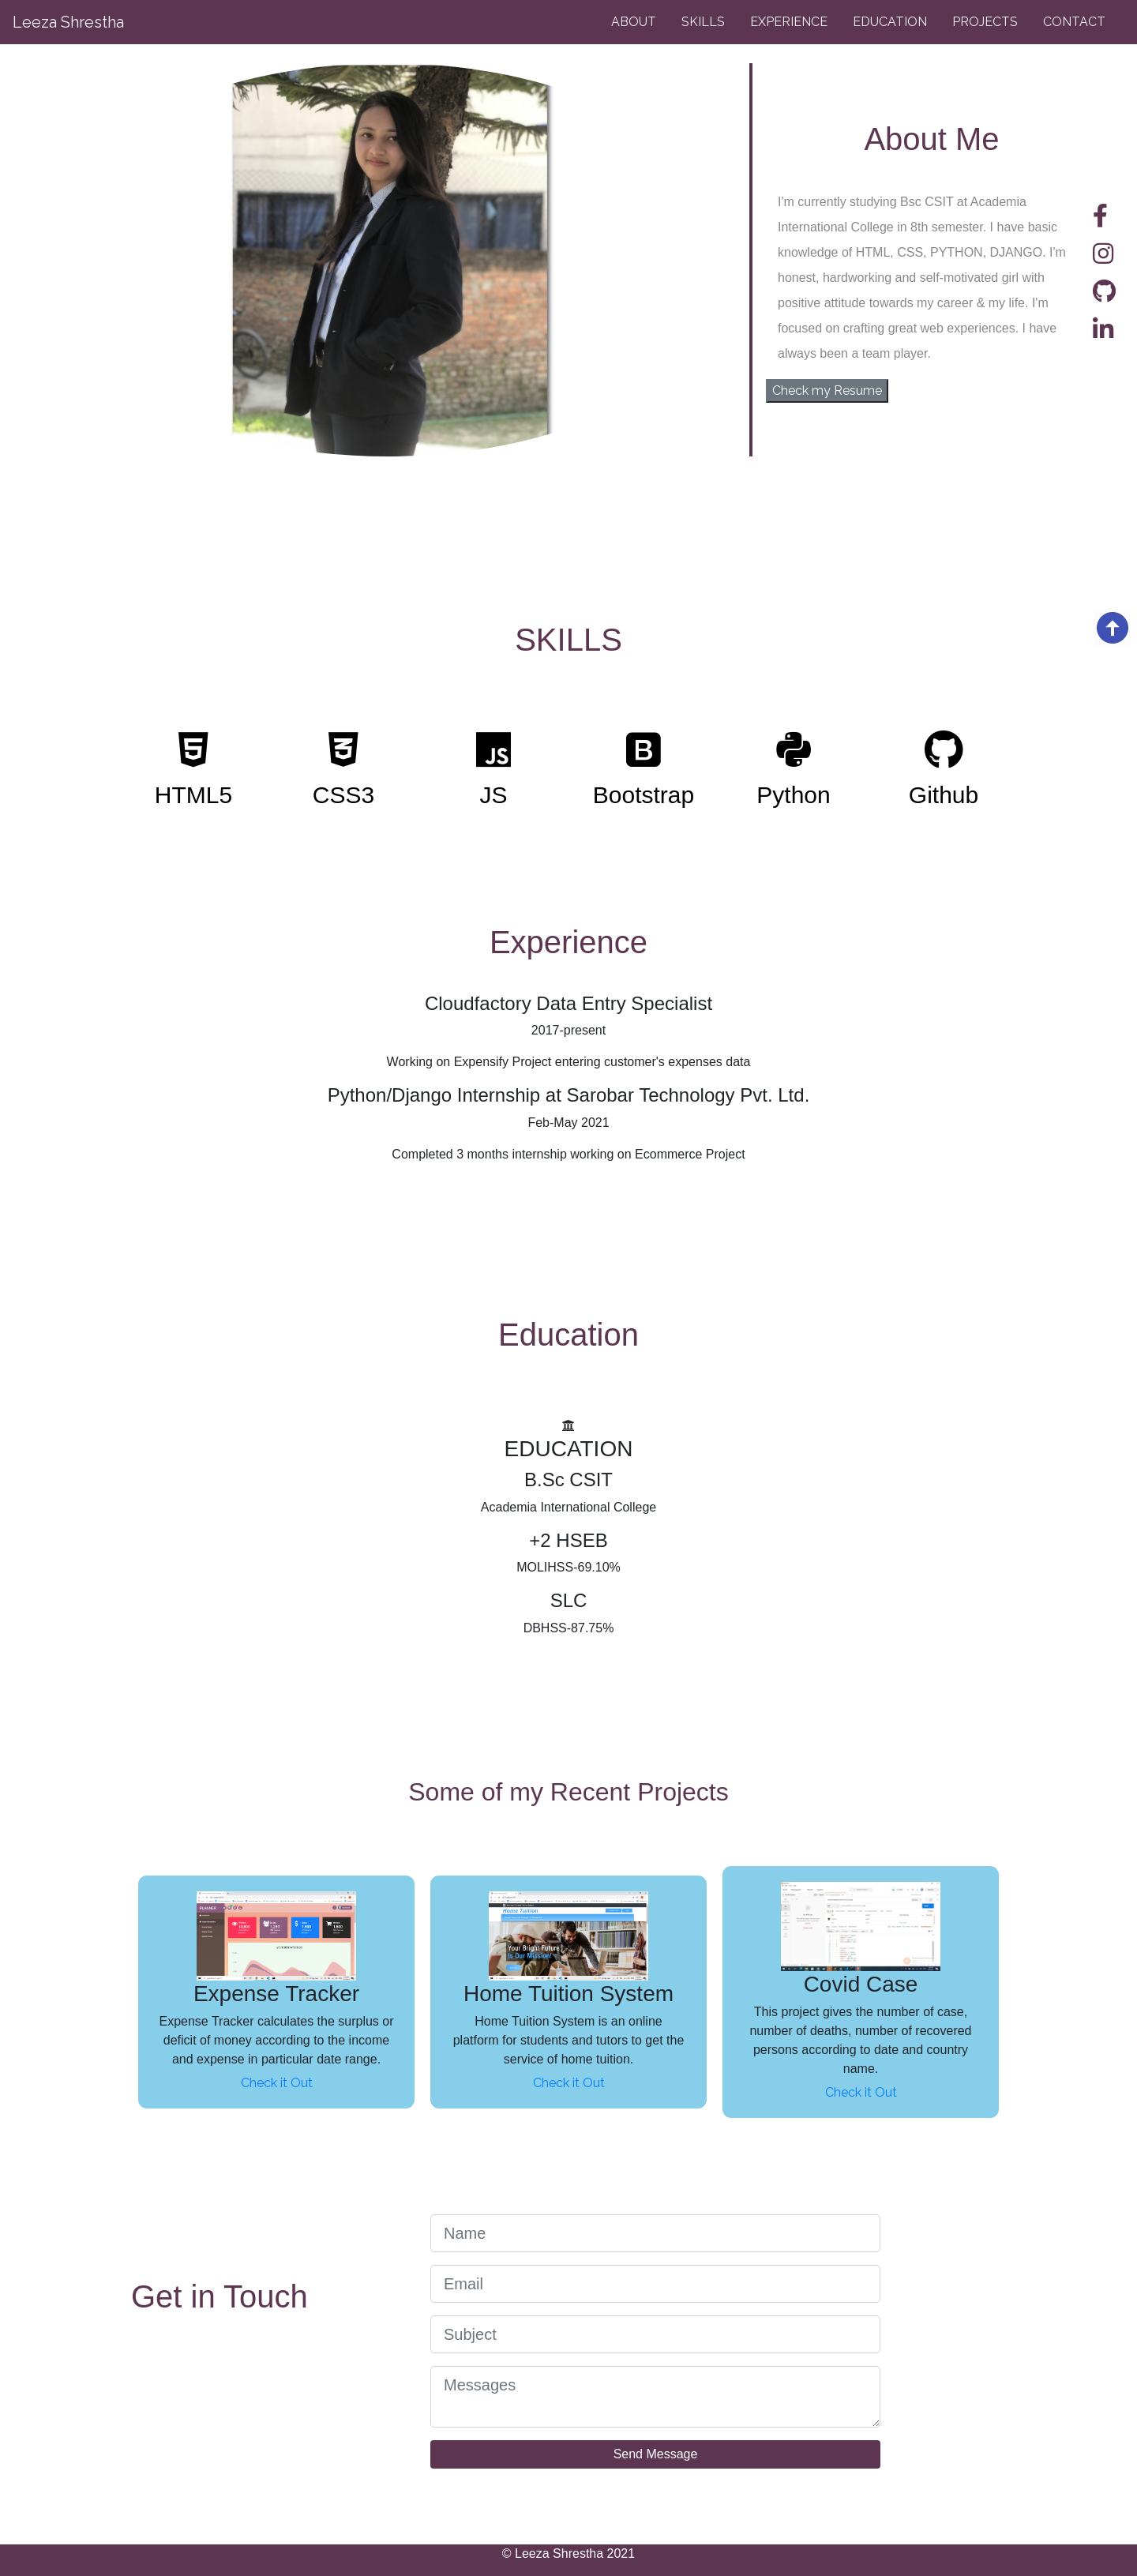 Leeza Shrestha
ABOUT SKILLS EXPERIENCE EDUCATION PROJECTS CONTACT
About Me
I'm currently studying Bsc CSIT at Academia
International College in 8th semester. I have basic
knowledge of HTML, CSS, PYTHON, DJANGO. I'm
honest, hardworking and self-motivated girl with
positive attitude towards my career & my life. I'm
focused on crafting great web experiences. I have
always been a team player.
Check my Resume
SKILLS
HTML5
CSS3
JS
JS
B
Bootstrap
Python
Github
Experience
Cloudfactory Data Entry Specialist
2017-present
Working on Expensify Project entering customer's expenses data
Python/Django Internship at Sarobar Technology Pvt. Ltd.
Feb-May 2021
Completed 3 months internship working on Ecommerce Project
Education
EDUCATION
B.Sc CSIT
Academia International College
+2 HSEB
MOLIHSS-69.10%
SLC
DBHSS-87.75%
Some of my Recent Projects
Expense Tracker
Expense Tracker calculates the surplus or
deficit of money according to the income
and expense in particular date range.
Check it Out
Home Tuition
Your Bright Future
is Our Mission
Home Tuition System
Home Tuition System is an online
platform for students and tutors to get the
service of home tuition.
Check it Out
Covid Case
This project gives the number of case,
number of deaths, number of recovered
persons according to date and country
name.
Check it Out
Get in Touch
Name
Email
Subject
Messages
Send Message
© Leeza Shrestha 2021